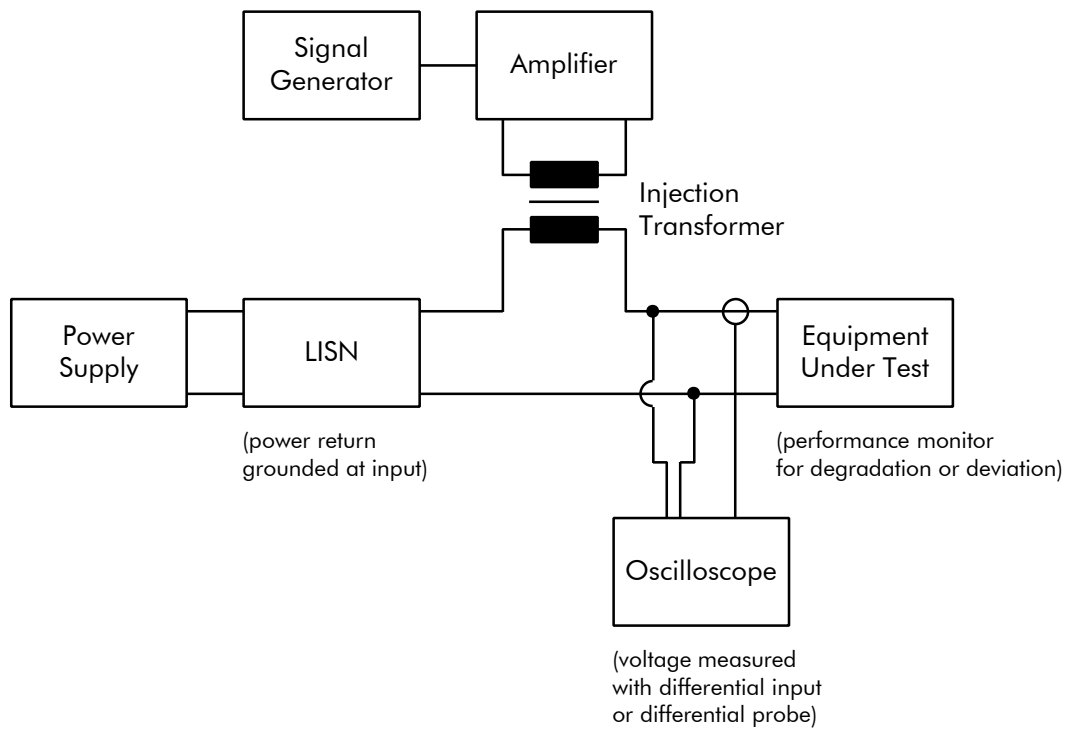 Signal
Generator
Amplifier
Injection
Transformer
Power
Supply
LISN
Equipment
Under Test
(power return
grounded at input)
(performance monitor
for degradation or deviation)
Oscilloscope
(voltage measured
with differential input
or differential probe)